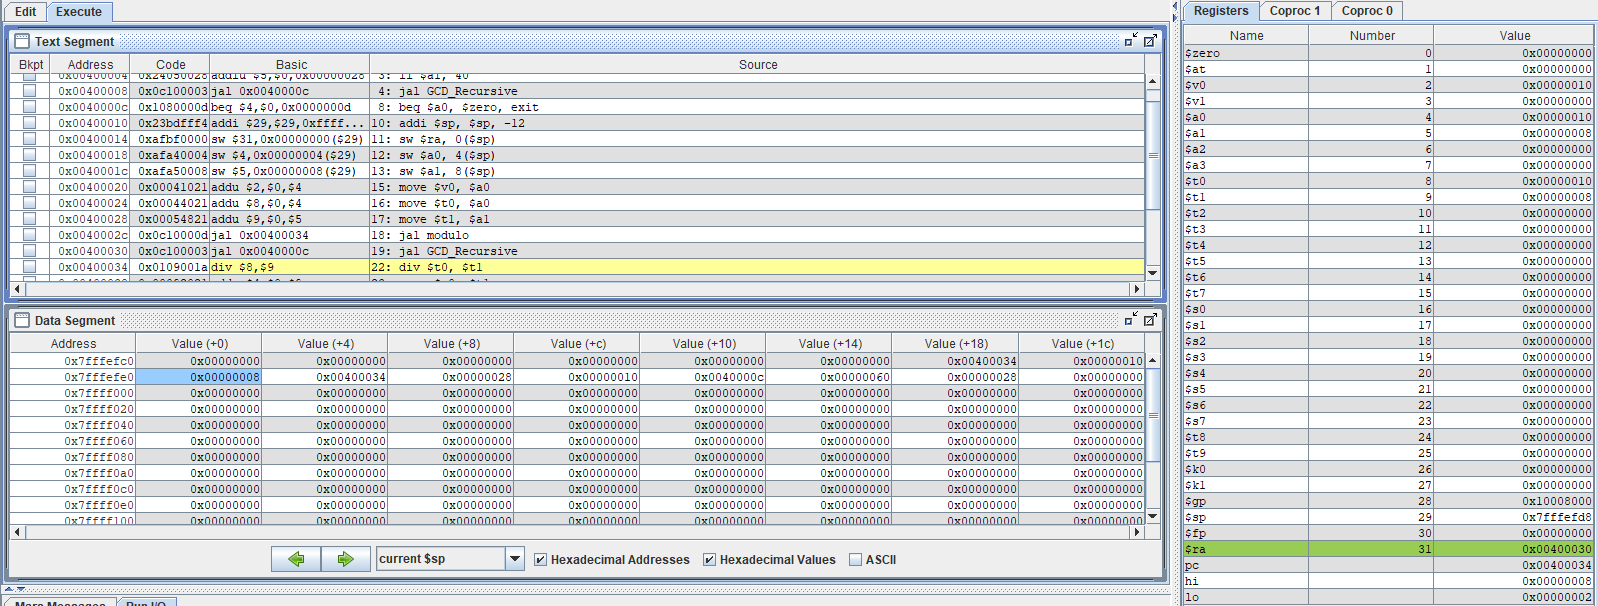 Edit Execute
Text Segment
Bkpt Address Code Basic Source
0x00400004 0x24050028 addiu $5,$0,0x00000028 3: li $a1, 40
0x00400008 0x0c100003 jal 0x0040000c 4: jal GCD_Recursive
0x0040000c 0x1080000d beq $4,$0,0x0000000d 8: beq $a0, $zero, exit
0x00400010 0x23bdfff4 addi $29,$29,0xffff... 10: addi $sp, $sp, -12
0x00400014 0xafbf0000 sw $31,0x00000000($29) 11: sw $ra, 0($sp)
0x00400018 0xafa40004 sw $4,0x00000004($29) 12: sw $a0, 4($sp)
0x0040001c 0xafa50008 sw $5,0x00000008($29) 13: sw $a1, 8($sp)
0x00400020 0x00041021 addu $2,$0,$4 15: move $v0, $a0
0x00400024 0x00044021 addu $8,$0,$4 16: move $t0, $a0
0x00400028 0x00054821 addu $9,$0,$5 17: move $t1, $a1
0x0040002c 0x0c10000d jal 0x00400034 18: jal modulo
0x00400030 0x0c100003 jal 0x0040000c 19: jal GCD_Recursive
0x00400034 0x0109001a div $8,$9 22: div $t0, $t1
Data Segment
Address Value (+0) Value (+4) Value (+8) Value (+c) Value (+10) Value (+14) Value (+18) Value (+1c)
0x7fffefc0 0x00000000 0x00000000 0x00000000 0x00000000 0x00000000 0x00000000 0x00400034 0x00000010
0x7fffefe0 0x00000008 0x00400034 0x00000028 0x00000010 0x0040000c 0x00000060 0x00000028 0x00000000
0x7ffff000 0x00000000 0x00000000 0x00000000 0x00000000 0x00000000 0x00000000 0x00000000 0x00000000
0x7ffff020 0x00000000 0x00000000 0x00000000 0x00000000 0x00000000 0x00000000 0x00000000 0x00000000
0x7ffff040 0x00000000 0x00000000 0x00000000 0x00000000 0x00000000 0x00000000 0x00000000 0x00000000
0x7ffff060 0x00000000 0x00000000 0x00000000 0x00000000 0x00000000 0x00000000 0x00000000 0x00000000
0x7ffff080 0x00000000 0x00000000 0x00000000 0x00000000 0x00000000 0x00000000 0x00000000 0x00000000
0x7ffff0a0 0x00000000 0x00000000 0x00000000 0x00000000 0x00000000 0x00000000 0x00000000 0x00000000
0x7ffff0c0 0x00000000 0x00000000 0x00000000 0x00000000 0x00000000 0x00000000 0x00000000 0x00000000
0x7ffff0e0 0x00000000 0x00000000 0x00000000 0x00000000 0x00000000 0x00000000 0x00000000 0x00000000
0x7ffff100 0x00000000 0x00000000 0x00000000 0x00000000 0x00000000 0x00000000 0x00000000 0x00000000
current $sp Hexadecimal Addresses Hexadecimal Values ASCII
Mars Messages Run I/O
Registers Coproc 1 Coproc 0
Name Number Value
$zero 0 0x00000000
$at 1 0x00000000
$v0 2 0x00000010
$v1 3 0x00000000
$a0 4 0x00000010
$a1 5 0x00000008
$a2 6 0x00000000
$a3 7 0x00000000
$t0 8 0x00000010
$t1 9 0x00000008
$t2 10 0x00000000
$t3 11 0x00000000
$t4 12 0x00000000
$t5 13 0x00000000
$t6 14 0x00000000
$t7 15 0x00000000
$s0 16 0x00000000
$s1 17 0x00000000
$s2 18 0x00000000
$s3 19 0x00000000
$s4 20 0x00000000
$s5 21 0x00000000
$s6 22 0x00000000
$s7 23 0x00000000
$t8 24 0x00000000
$t9 25 0x00000000
$k0 26 0x00000000
$k1 27 0x00000000
$gp 28 0x10008000
$sp 29 0x7fffefd8
$fp 30 0x00000000
$ra 31 0x00400030
pc 0x00400034
hi 0x00000008
lo 0x00000002